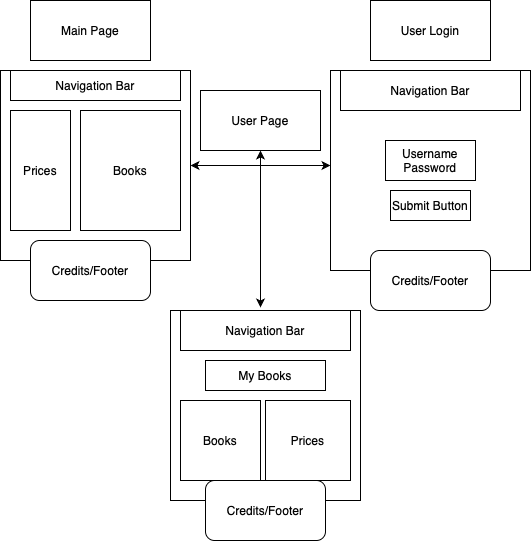 Main Page
User Login
Navigation Bar
Navigation Bar
User Page
Prices
Books
Username
Password
Submit Button
Credits/Footer
Credits/Footer
Navigation Bar
My Books
Books
Prices
Credits/Footer